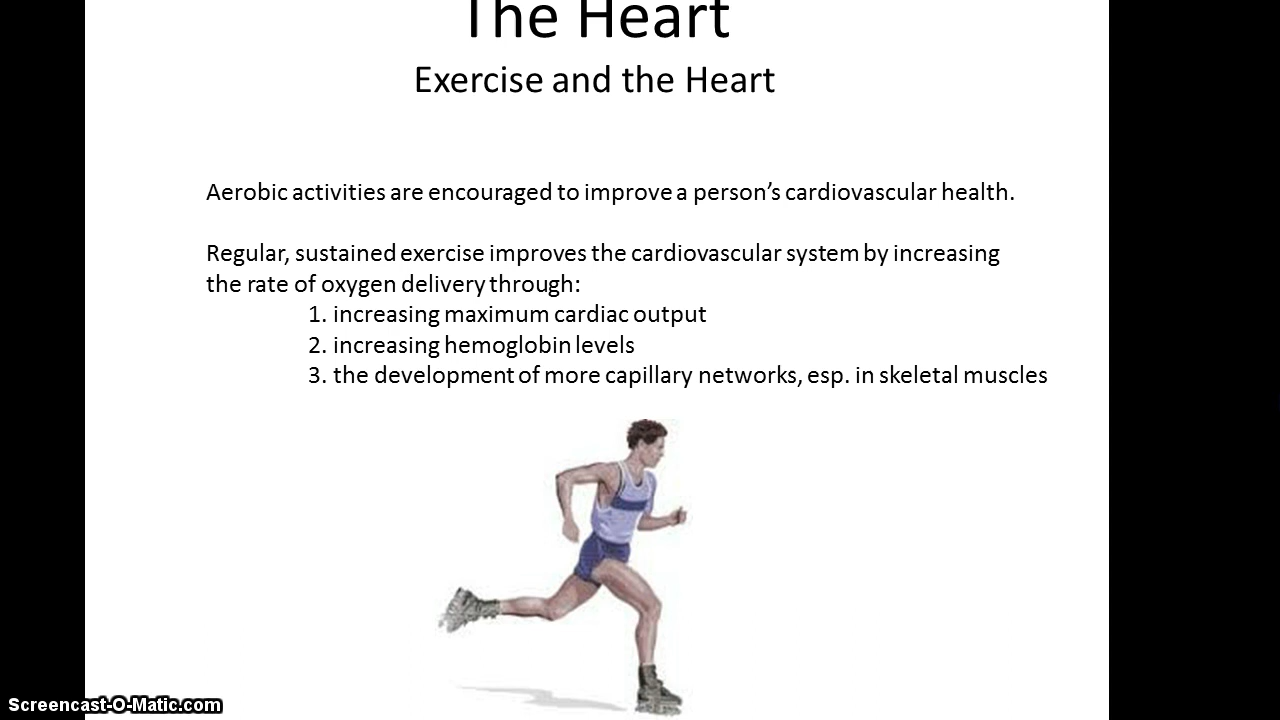 The Heart
Exercise and the Heart
Aerobic activities are encouraged to improve a person’s cardiovascular health.
Regular, sustained exercise improves the cardiovascular system by increasing
the rate of oxygen delivery through:
1. increasing maximum cardiac output
2. increasing hemoglobin levels
3. the development of more capillary networks, esp. in skeletal muscles
Screencast-O-Matic.com